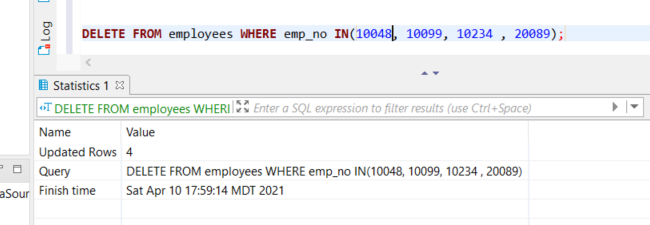 Log
DELETE FROM employees WHERE emp_no IN(10048, 10099, 10234 , 20089);
Statistics 1
DELETE FROM employees WHERI
Enter a SQL expression to filter results (use Ctrl+Space)
Name Value
Updated Rows 4
Query DELETE FROM employees WHERE emp_no IN(10048, 10099, 10234 , 20089)
Finish time Sat Apr 10 17:59:14 MDT 2021
aSour